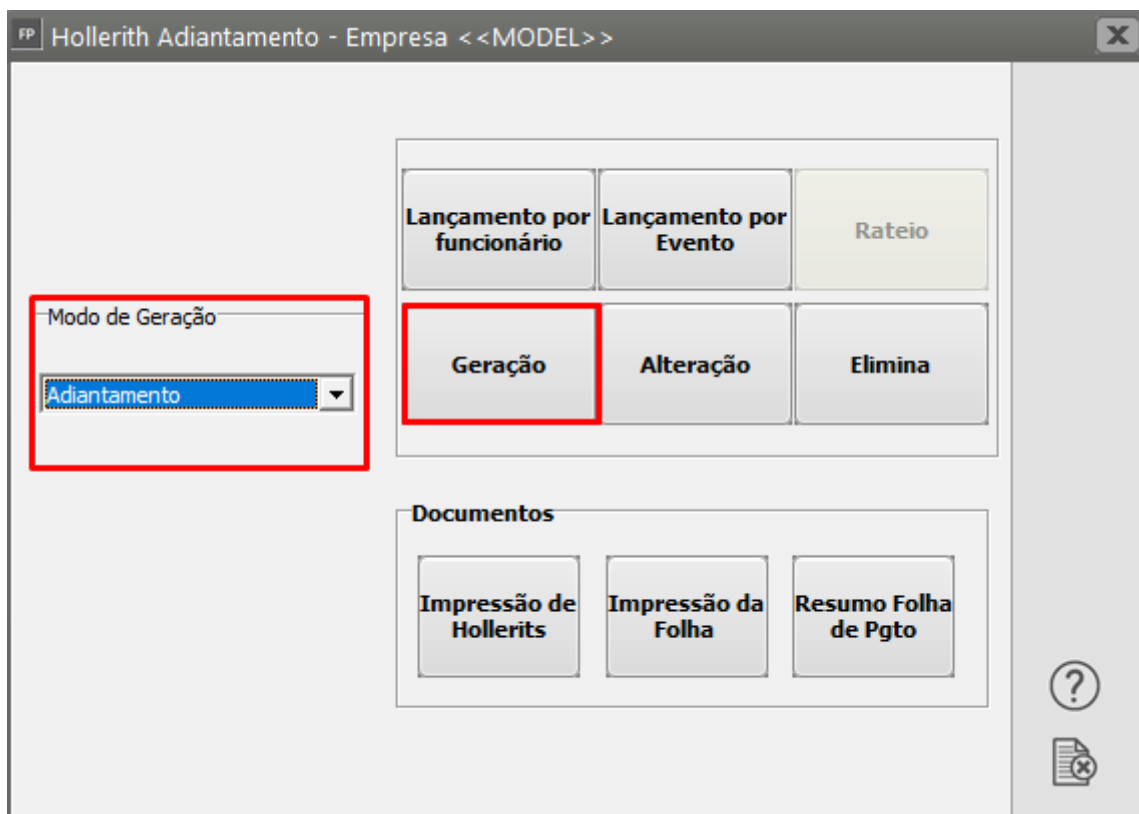 FP Hollerith Adiantamento - Empresa <<MODEL>>
Lançamento por
funcionário
Lançamento por
Evento
Rateio
Modo de Geração
Adiantamento
Geração
Alteração
Elimina
Documentos
Impressão de
Hollerits
Impressão da
Folha
Resumo Folha
de Pgto
?